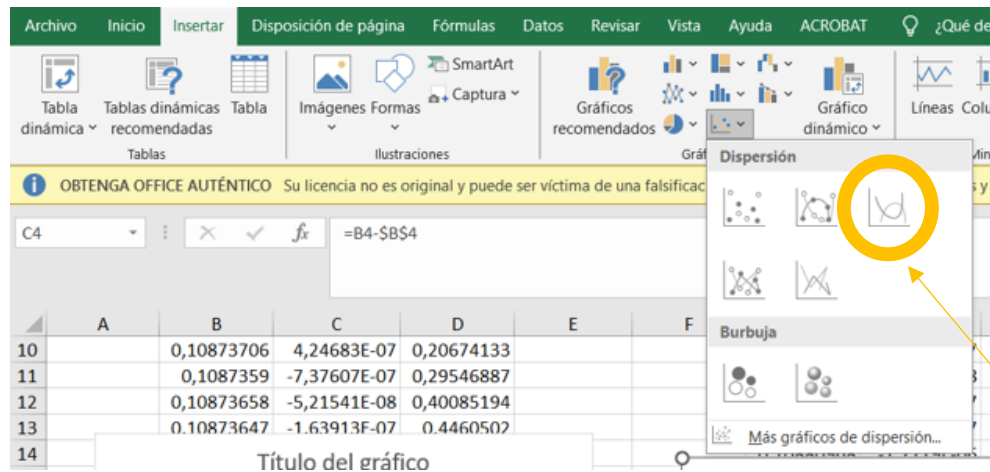 Archivo Inicio Insertar Disposición de página Fórmulas Datos Revisar Vista Ayuda ACROBAT ¿Qué de
Tabla dinámica
Tablas dinámicas recomendadas
Tabla
Imágenes
Formas
SmartArt
Captura
Gráficos recomendados
Gráfico dinámico
Líneas
Colu
Tablas
Ilustraciones
Gráf
Min
OBTENGA OFFICE AUTÉNTICO Su licencia no es original y puede ser víctima de una falsificac
s y
C4 fx =B4-$B$4
Dispersión
Burbuja
Más gráficos de dispersión...
A B C D E F
10 0,10873706 4,24683E-07 0,20674133
11 0,1087359 -7,37607E-07 0,29546887
12 0,10873658 -5,21541E-08 0,40085194
13 0,10873647 -1,63913E-07 0,4460502
14
Título del gráfico